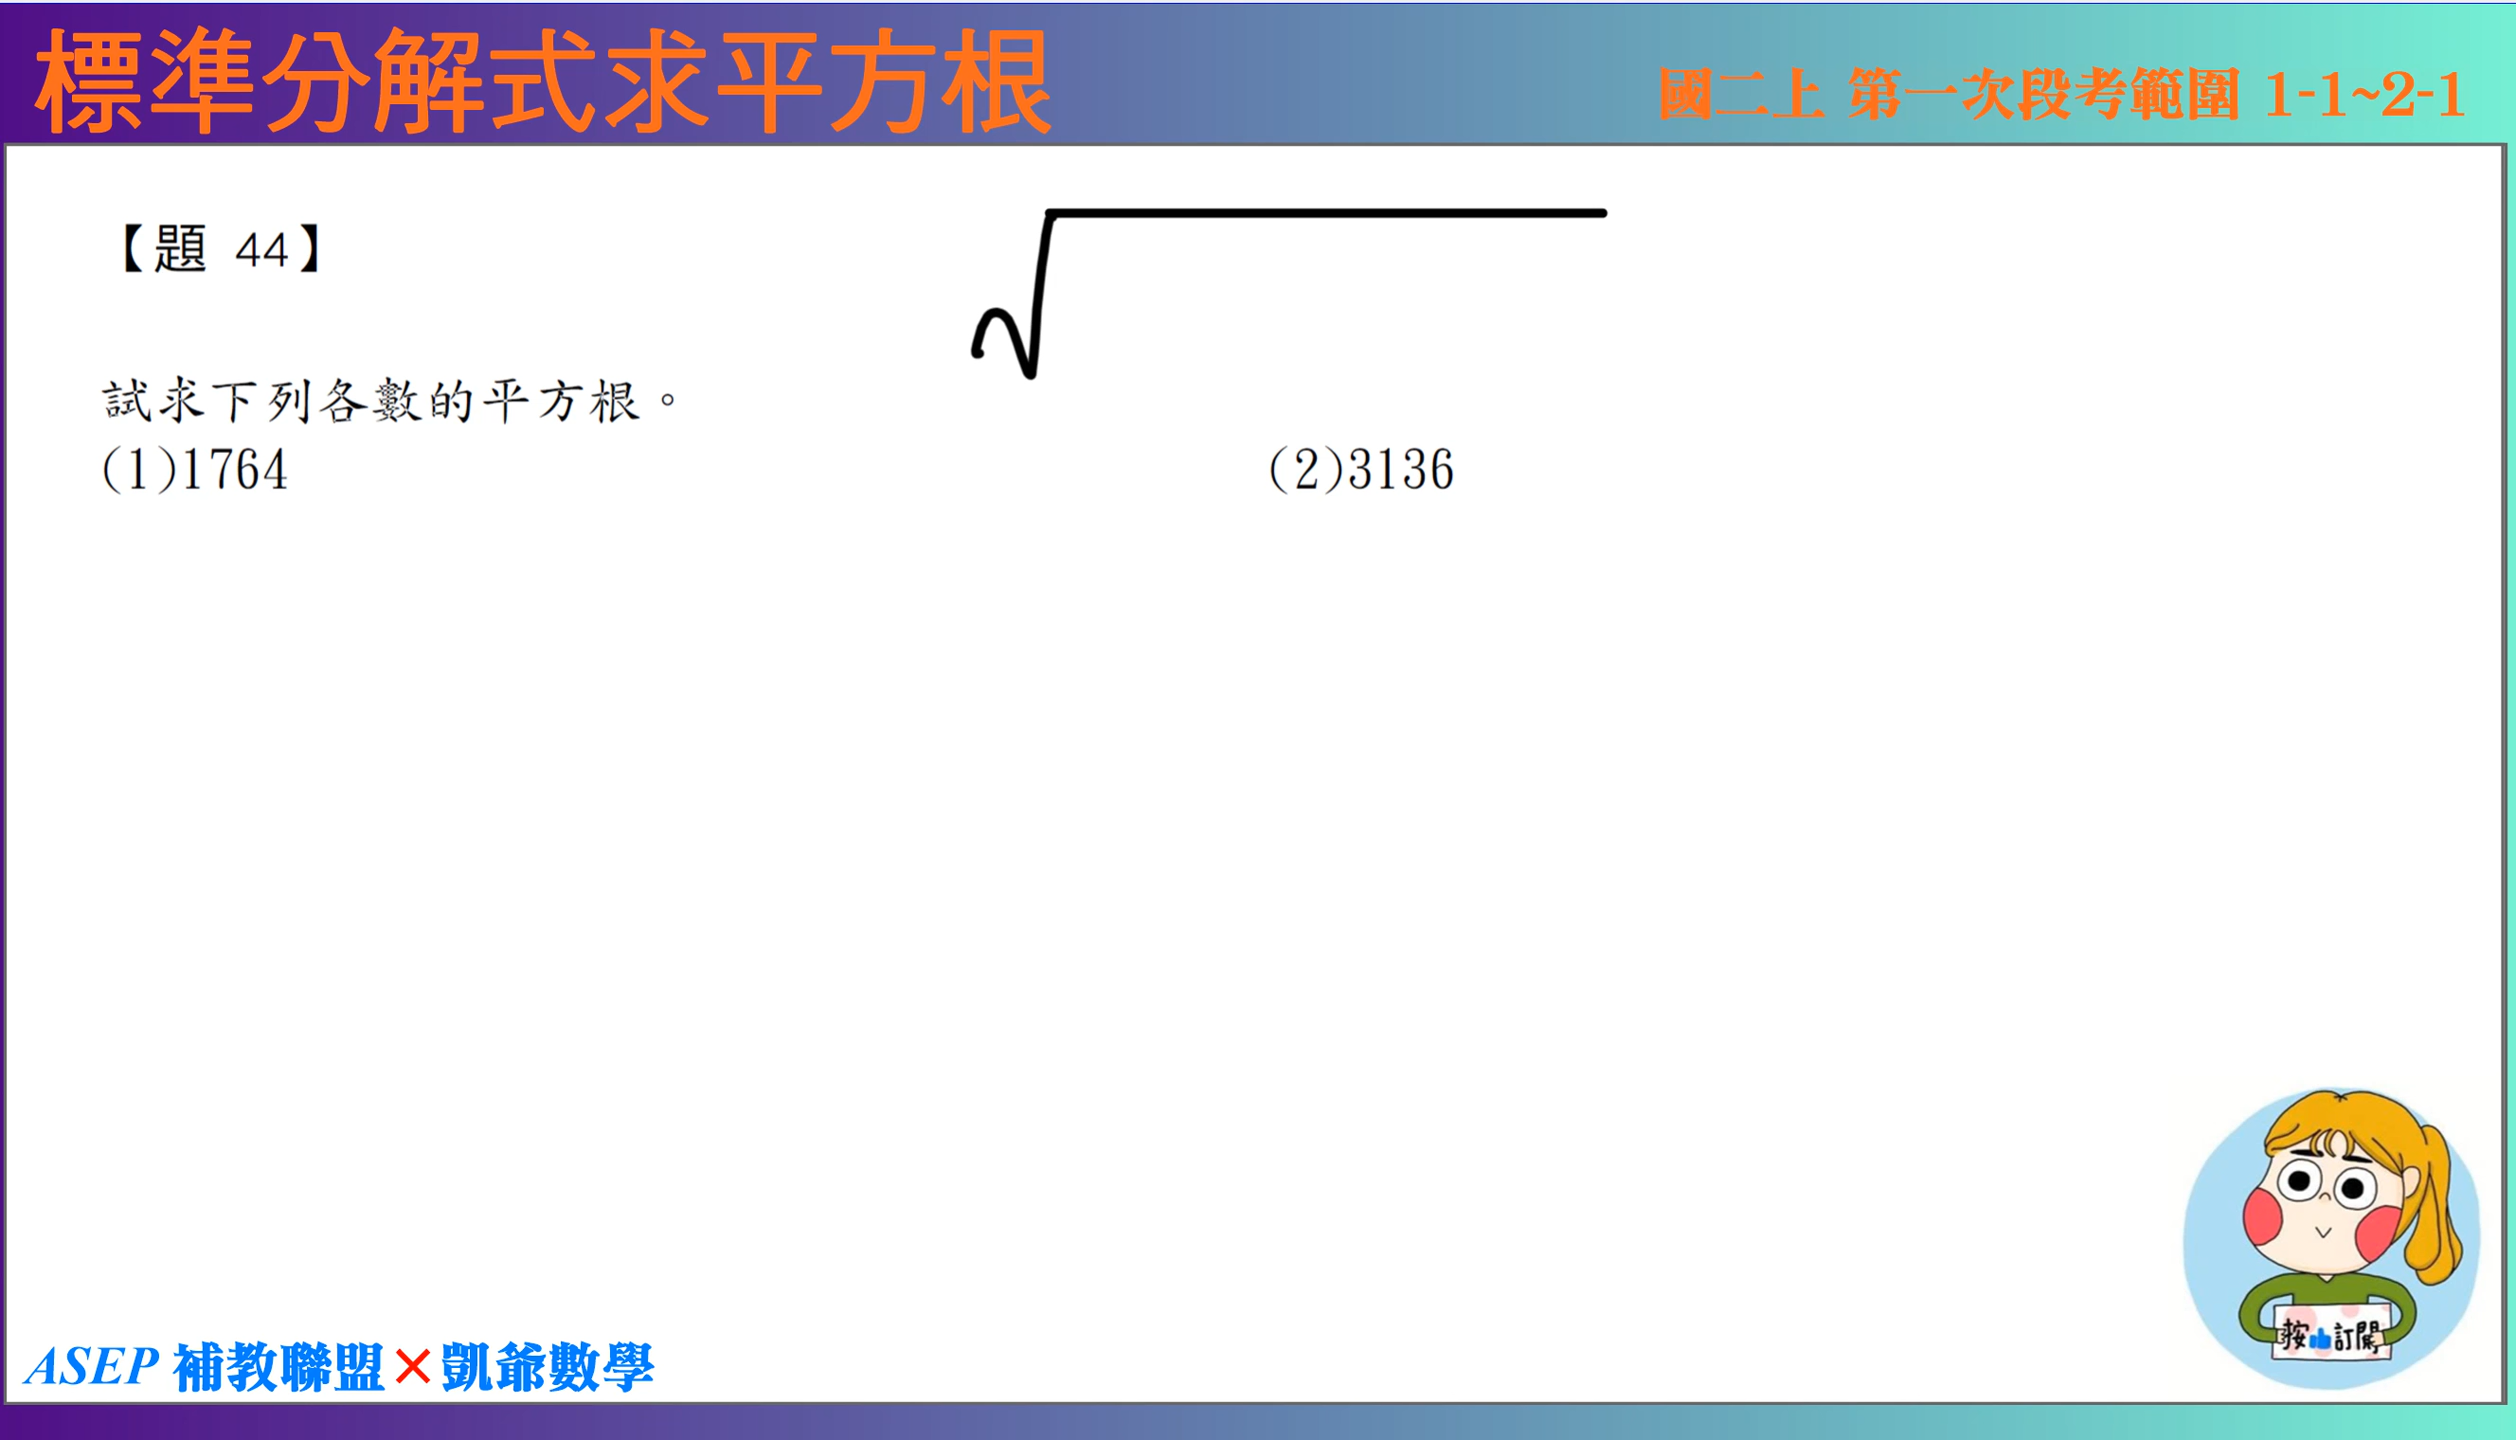 標準分解式求平方根
國二上 第一次段考範圍 1-1~2-1
【題 44】
試求下列各數的平方根。
(1)1764
(2)3136
按訂閱
ASEP 補教聯盟×凱爺數學